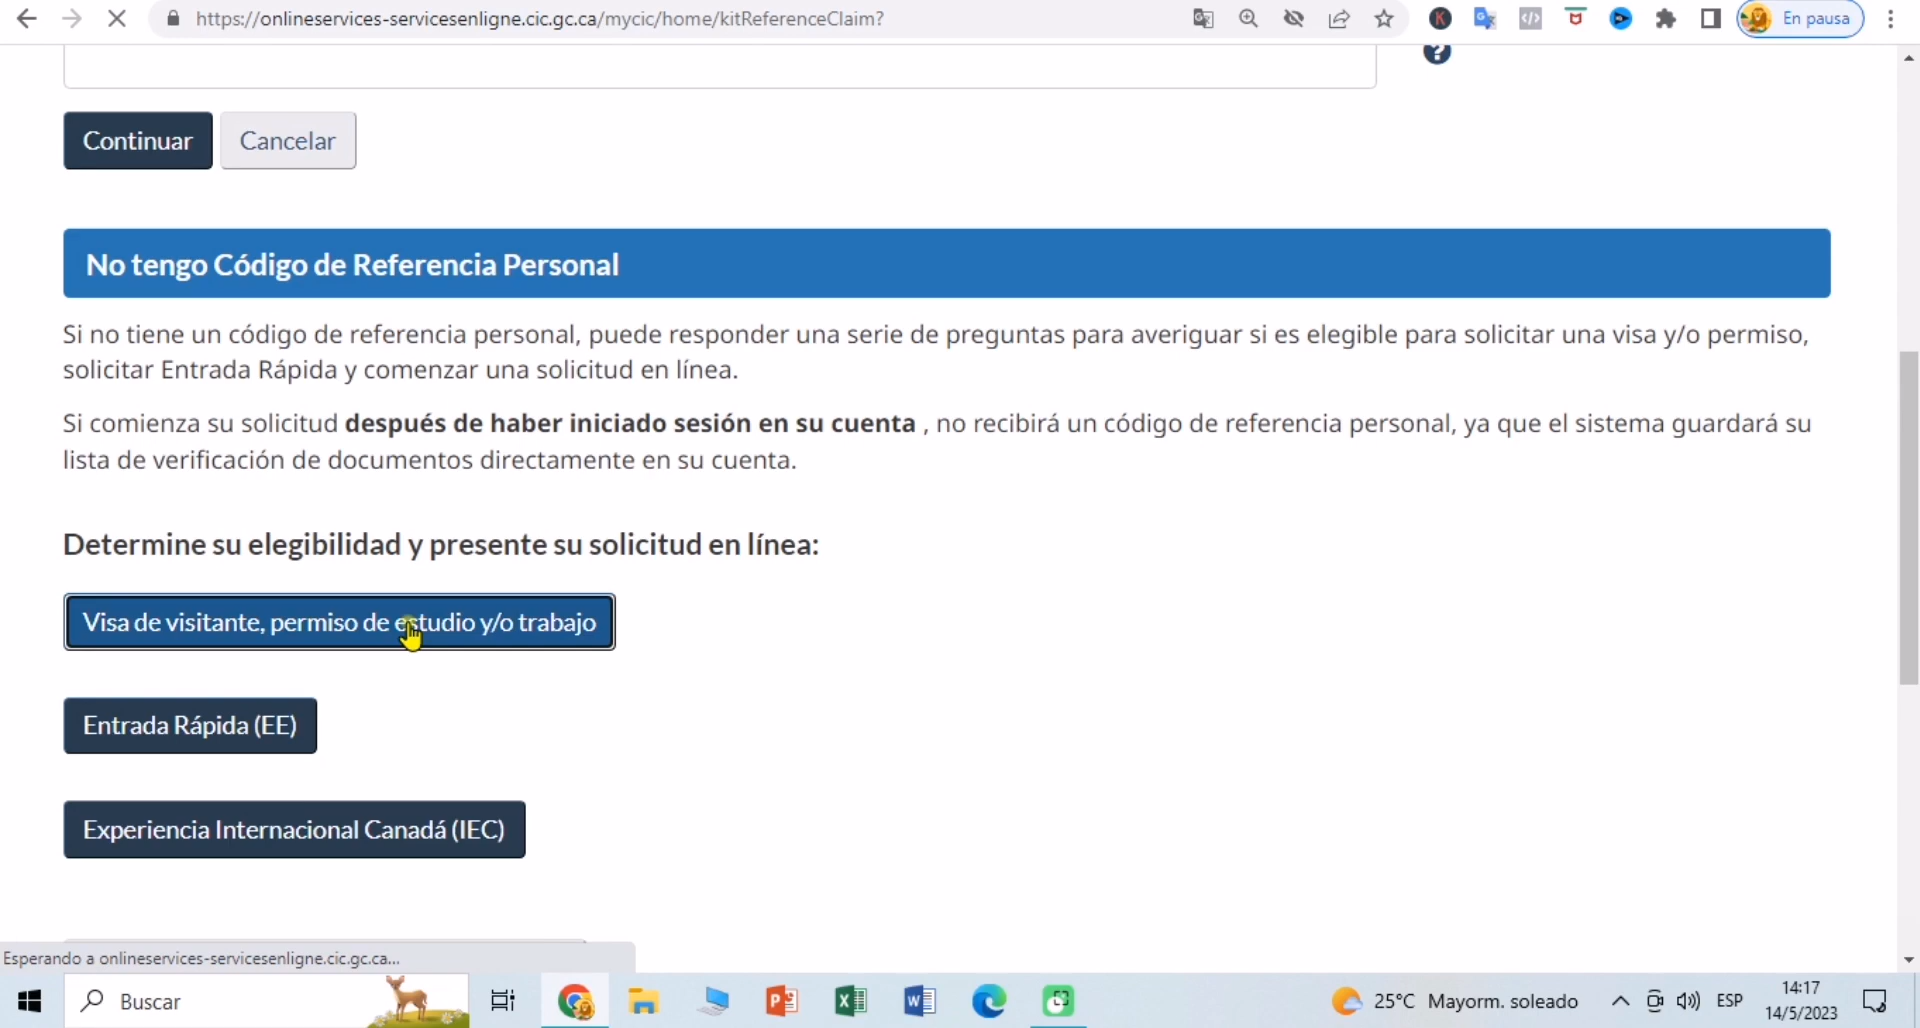 https://onlineservices-servicesenligne.cic.gc.ca/mycic/home/kitReferenceClaim?
En pausa
Continuar
Cancelar
No tengo Código de Referencia Personal
Si no tiene un código de referencia personal, puede responder una serie de preguntas para averiguar si es elegible para solicitar una visa y/o permiso,
solicitar Entrada Rápida y comenzar una solicitud en línea.
Si comienza su solicitud después de haber iniciado sesión en su cuenta , no recibirá un código de referencia personal, ya que el sistema guardará su
lista de verificación de documentos directamente en su cuenta.
Determine su elegibilidad y presente su solicitud en línea:
Visa de visitante, permiso de estudio y/o trabajo
Entrada Rápida (EE)
Experiencia Internacional Canadá (IEC)
Esperando a onlineservices-servicesenligne.cic.gc.ca...
Buscar
25°C Mayorm. soleado
ESP
14:17
14/5/2023